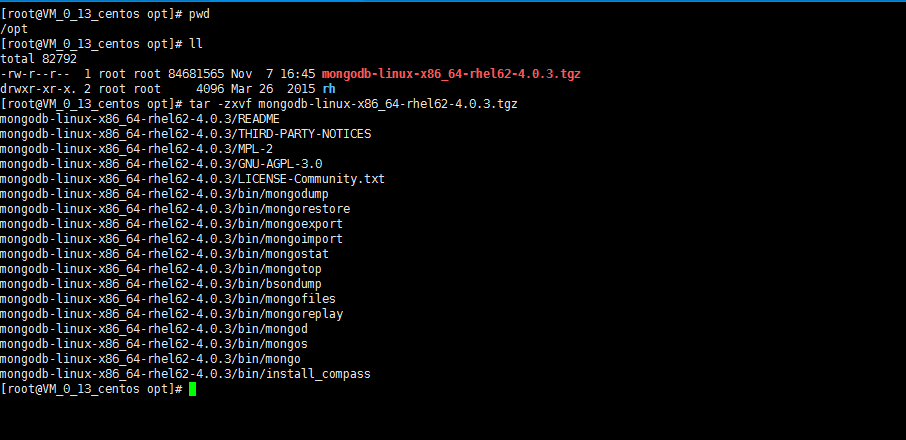 [root@VM_0_13_centos opt]# pwd
/opt
[root@VM_0_13_centos opt]# ll
total 82792
-rw-r--r--  1 root root 84681565 Nov  7 16:45 mongodb-linux-x86_64-rhel62-4.0.3.tgz
drwxr-xr-x. 2 root root     4096 Mar 26  2015 rh
[root@VM_0_13_centos opt]# tar -zxvf mongodb-linux-x86_64-rhel62-4.0.3.tgz
mongodb-linux-x86_64-rhel62-4.0.3/README
mongodb-linux-x86_64-rhel62-4.0.3/THIRD-PARTY-NOTICES
mongodb-linux-x86_64-rhel62-4.0.3/MPL-2
mongodb-linux-x86_64-rhel62-4.0.3/GNU-AGPL-3.0
mongodb-linux-x86_64-rhel62-4.0.3/LICENSE-Community.txt
mongodb-linux-x86_64-rhel62-4.0.3/bin/mongodump
mongodb-linux-x86_64-rhel62-4.0.3/bin/mongorestore
mongodb-linux-x86_64-rhel62-4.0.3/bin/mongoexport
mongodb-linux-x86_64-rhel62-4.0.3/bin/mongoimport
mongodb-linux-x86_64-rhel62-4.0.3/bin/mongostat
mongodb-linux-x86_64-rhel62-4.0.3/bin/mongotop
mongodb-linux-x86_64-rhel62-4.0.3/bin/bsondump
mongodb-linux-x86_64-rhel62-4.0.3/bin/mongofiles
mongodb-linux-x86_64-rhel62-4.0.3/bin/mongoreplay
mongodb-linux-x86_64-rhel62-4.0.3/bin/mongod
mongodb-linux-x86_64-rhel62-4.0.3/bin/mongos
mongodb-linux-x86_64-rhel62-4.0.3/bin/mongo
mongodb-linux-x86_64-rhel62-4.0.3/bin/install_compass
[root@VM_0_13_centos opt]#